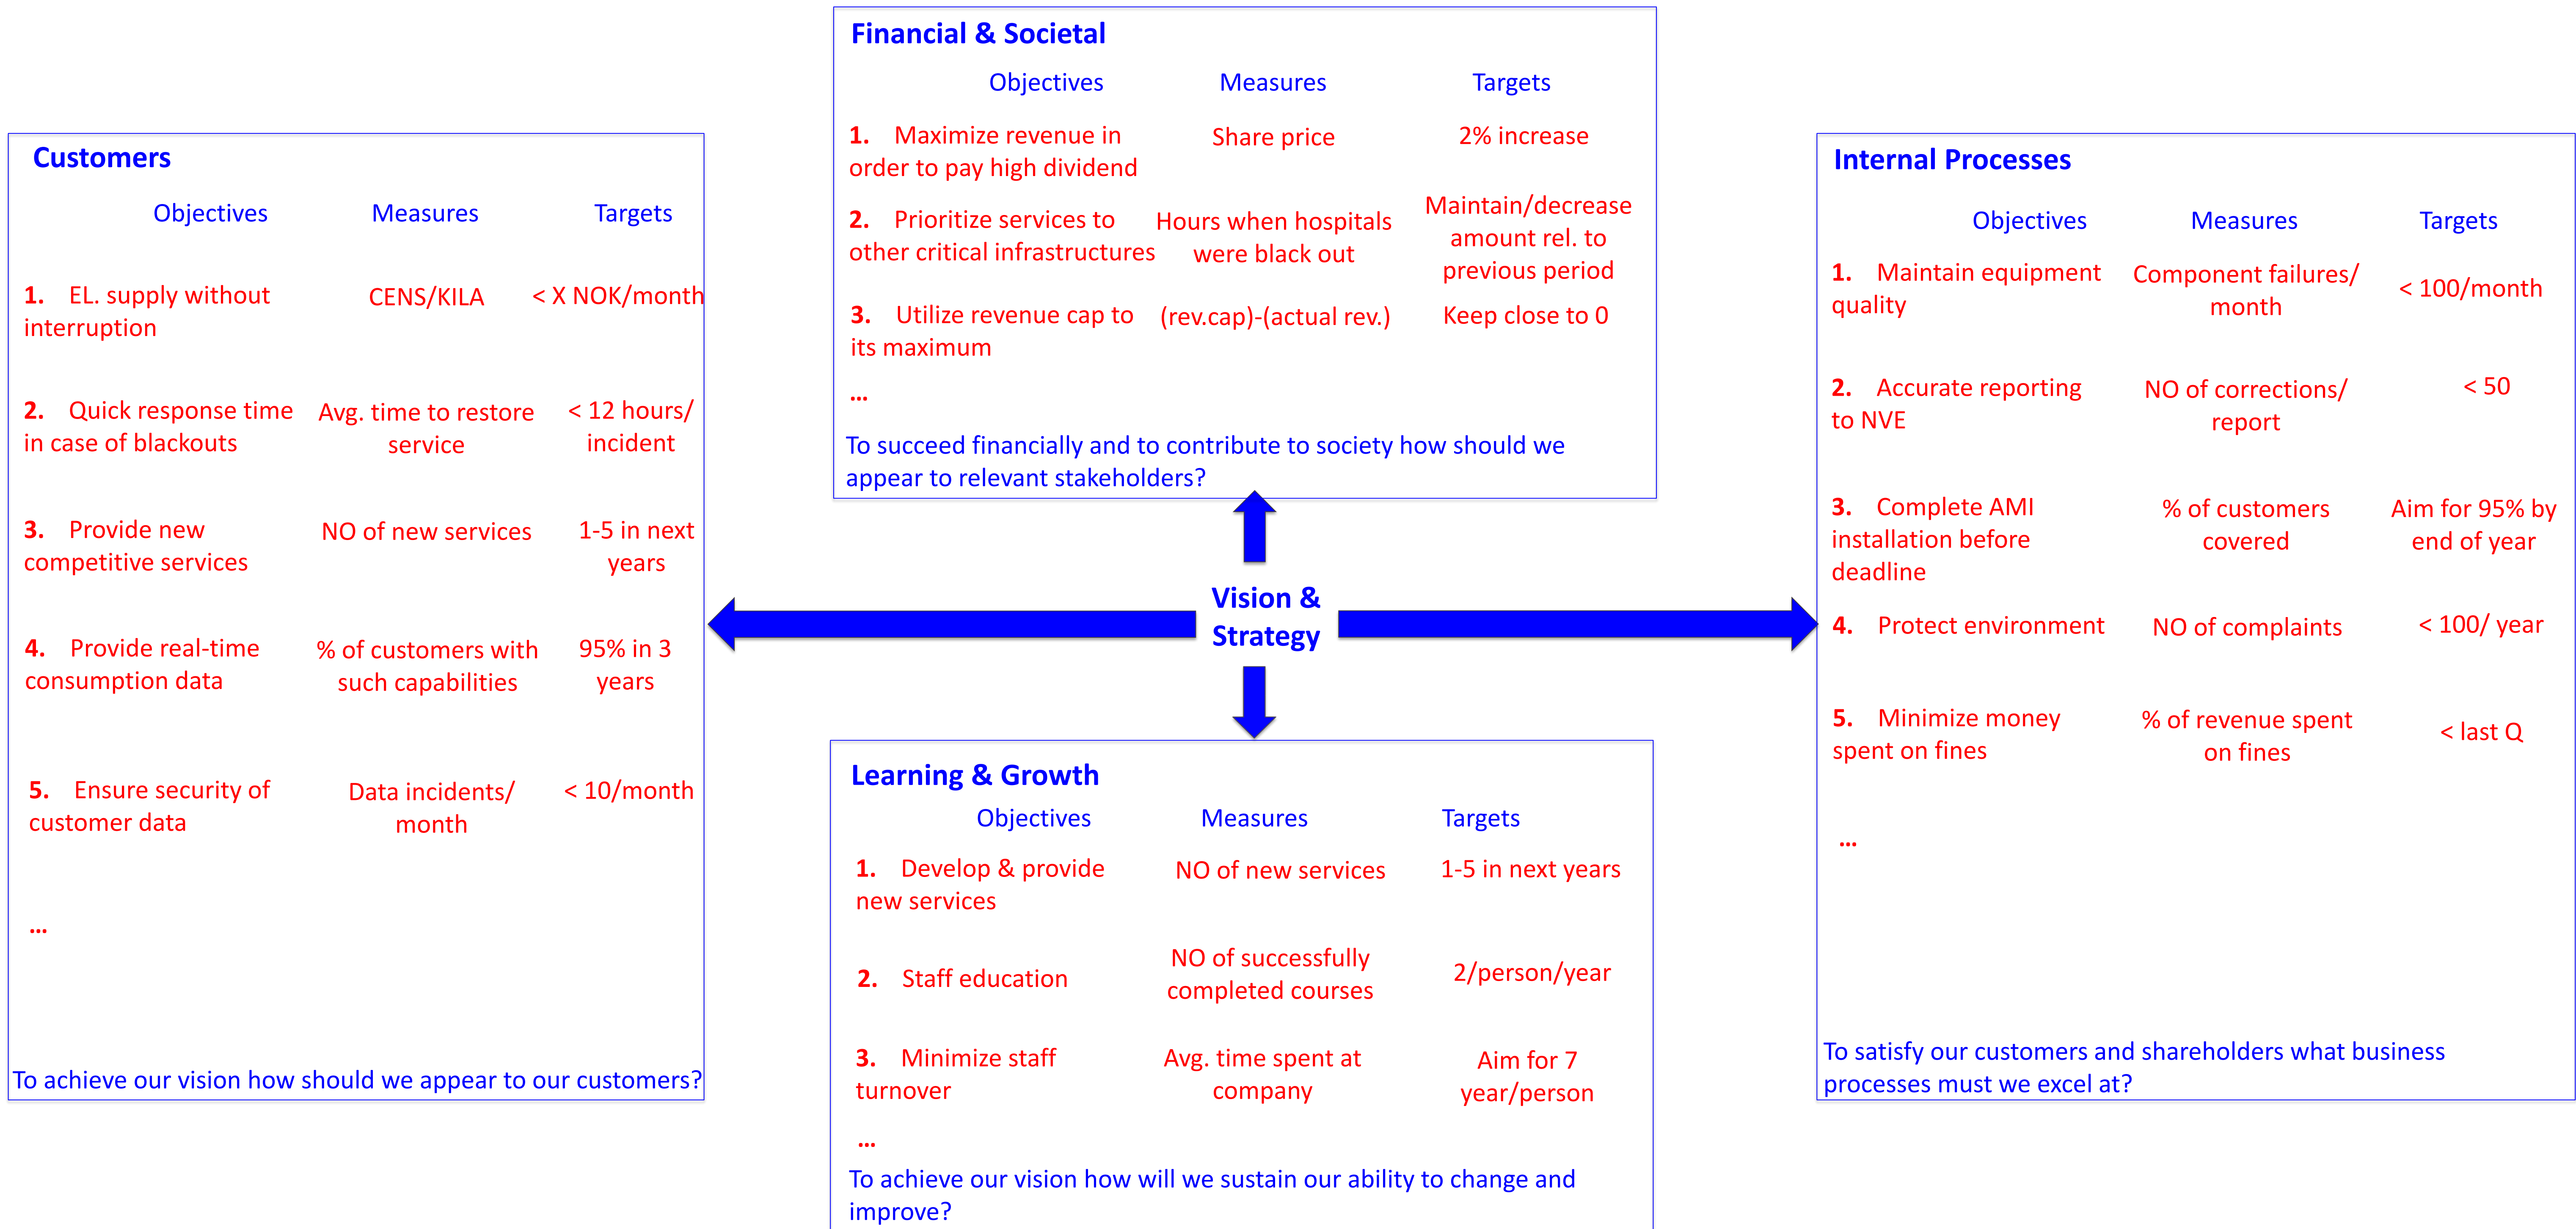 Financial & Societal
Objectives Measures Targets
1. Maximize revenue in
order to pay high dividend
Share price
2% increase
2. Prioritize services to
other critical infrastructures
Hours when hospitals
were black out
Maintain/decrease
amount rel. to
previous period
3. Utilize revenue cap to
its maximum
(rev.cap)-(actual rev.)
Keep close to 0
...
To succeed financially and to contribute to society how should we
appear to relevant stakeholders?
Customers
Objectives Measures Targets
1. EL. supply without
interruption
CENS/KILA
< X NOK/month
2. Quick response time
in case of blackouts
Avg. time to restore
service
< 12 hours/
incident
3. Provide new
competitive services
NO of new services
1-5 in next
years
4. Provide real-time
consumption data
% of customers with
such capabilities
95% in 3
years
5. Ensure security of
customer data
Data incidents/
month
< 10/month
...
To achieve our vision how should we appear to our customers?
Vision &
Strategy
Internal Processes
Objectives Measures Targets
1. Maintain equipment
quality
Component failures/
month
< 100/month
2. Accurate reporting
to NVE
NO of corrections/
report
< 50
3. Complete AMI
installation before
deadline
% of customers
covered
Aim for 95% by
end of year
4. Protect environment
NO of complaints
< 100/ year
5. Minimize money
spent on fines
% of revenue spent
on fines
< last Q
...
To satisfy our customers and shareholders what business
processes must we excel at?
Learning & Growth
Objectives Measures Targets
1. Develop & provide
new services
NO of new services
1-5 in next years
2. Staff education
NO of successfully
completed courses
2/person/year
3. Minimize staff
turnover
Avg. time spent at
company
Aim for 7
year/person
...
To achieve our vision how will we sustain our ability to change and
improve?